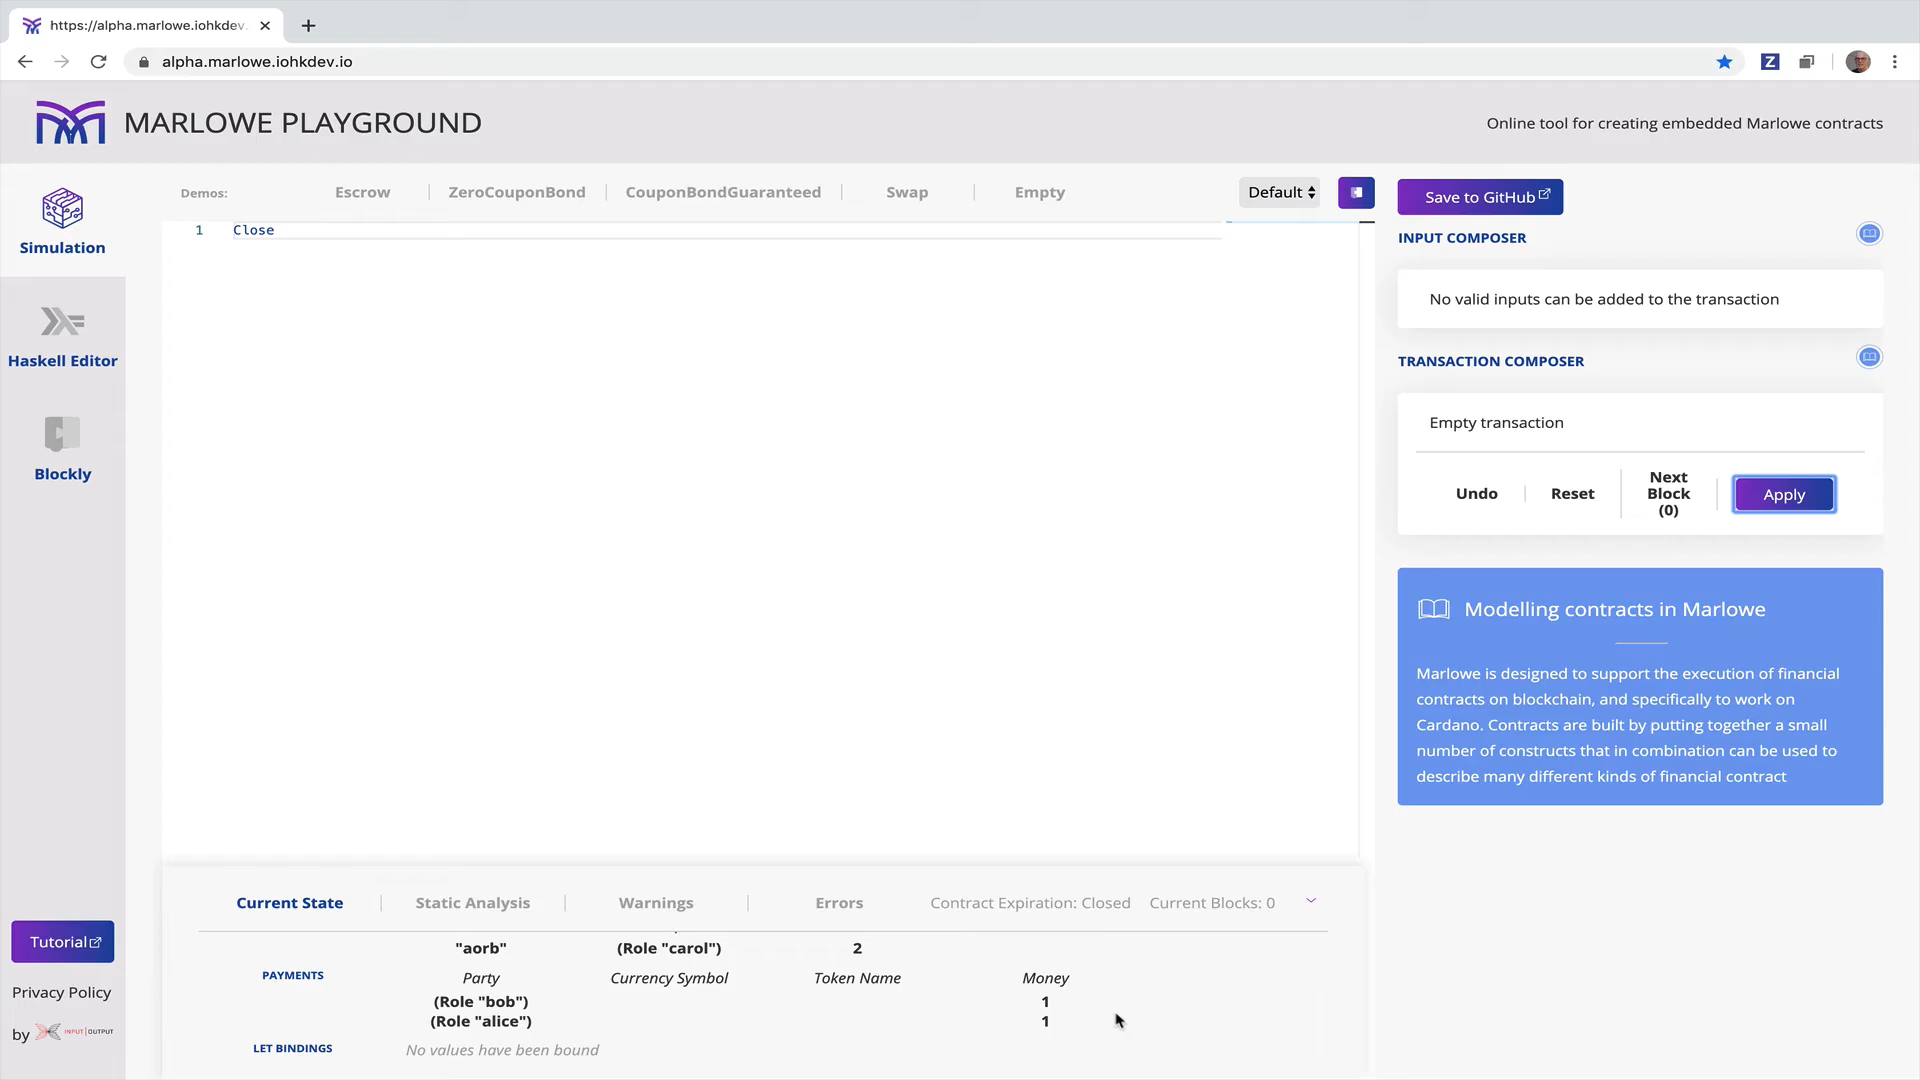 https://alpha.marlowe.iohkdev.
alpha.marlowe.iohkdev.io
Z
MARLOWE PLAYGROUND
Online tool for creating embedded Marlowe contracts
Simulation
Haskell Editor
Blockly
Tutorial
Privacy Policy
by INPUT | OUTPUT
Demos: Escrow ZeroCouponBond CouponBondGuaranteed Swap Empty Default
1 Close
Save to GitHub
INPUT COMPOSER
No valid inputs can be added to the transaction
TRANSACTION COMPOSER
Empty transaction
Undo Reset Next Block (0) Apply
Modelling contracts in Marlowe
Marlowe is designed to support the execution of financial
contracts on blockchain, and specifically to work on
Cardano. Contracts are built by putting together a small
number of constructs that in combination can be used to
describe many different kinds of financial contract
Current State Static Analysis Warnings Errors Contract Expiration: Closed Current Blocks: 0
"aorb" (Role "carol") 2
PAYMENTS Party Currency Symbol Token Name Money
(Role "bob") 1
(Role "alice") 1
LET BINDINGS No values have been bound